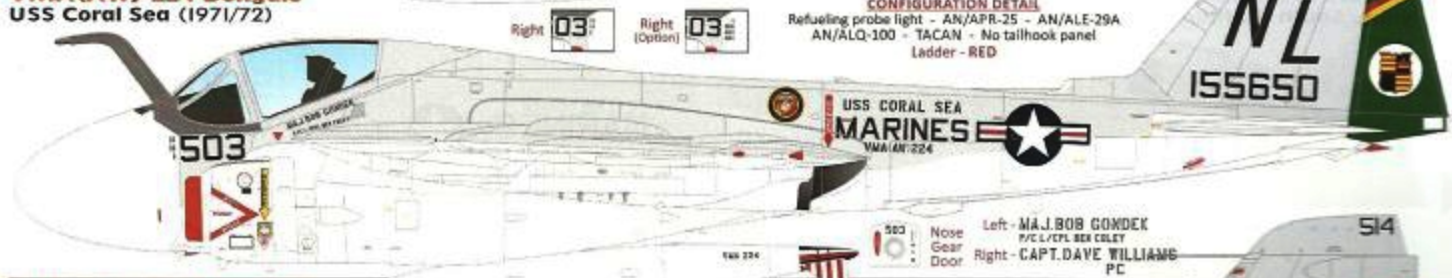 USS Coral Sea (1971/72)
CONFIGURATION DETAIL
Refueling probe light - AN/APR-25 - AN/ALE-29A
AN/ALQ-100 - TACAN - No tailhook panel
Ladder - RED
Right 03
Right (Option) 03
NL
155650
MAJ.BOB GONDEK
503
USS CORAL SEA
MARINES
VMA(AW)224
503
Nose Gear Door
Left - MAJ.BOB GONDEK
P/C L/CPL BEN COLEY
Right - CAPT.DAVE WILLIAMS
PC
514